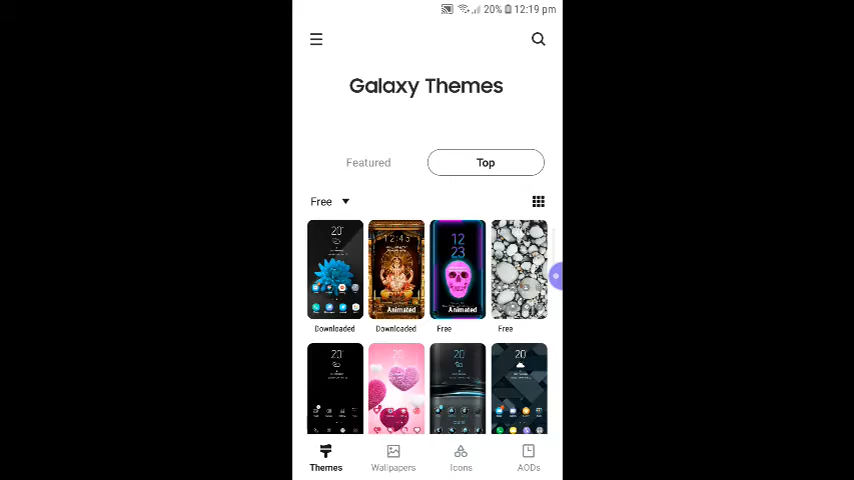 20% 12:19 pm
Galaxy Themes
Featured
Top
Free
20°
12:45
Animated
12
23
Animated
Downloaded
Downloaded
Free
Free
20°
20°
20°
20°
Themes
Wallpapers
Icons
AODs